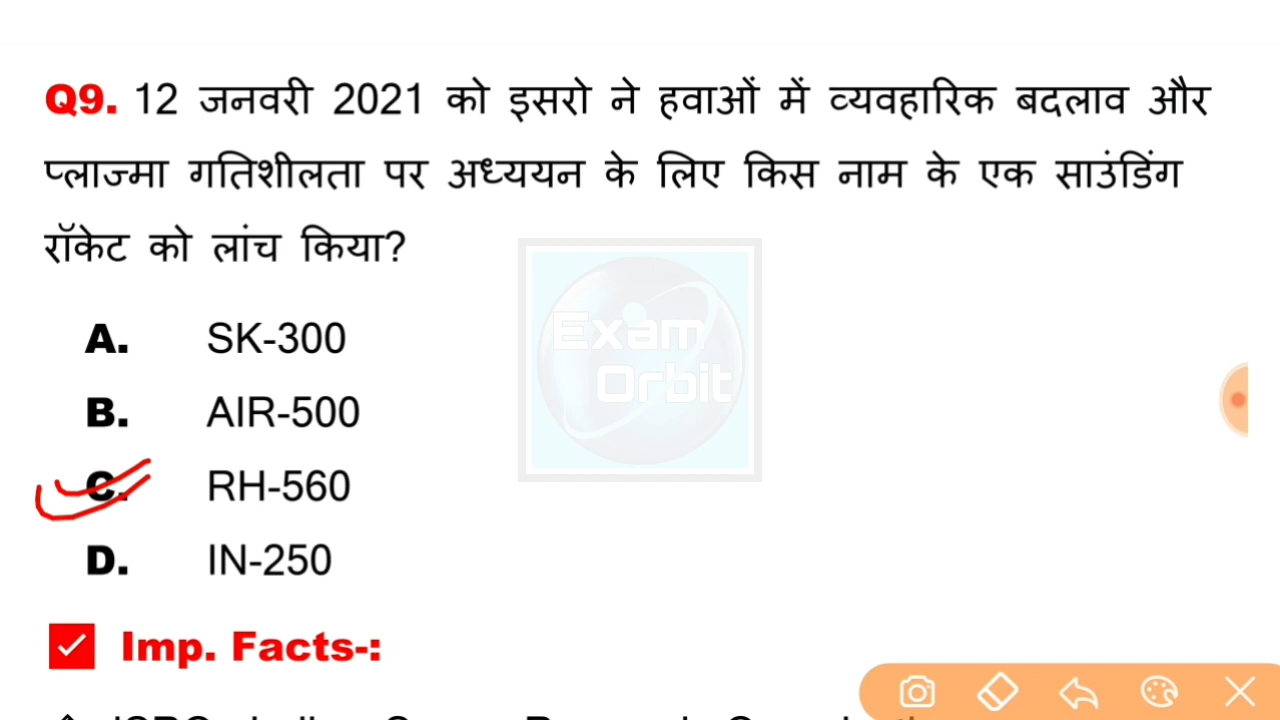 Q9. 12 जनवरी 2021 को इसरो ने हवाओं में व्यवहारिक बदलाव और
प्लाज्मा गतिशीलता पर अध्ययन के लिए किस नाम के एक साउंडिंग
रॉकेट को लांच किया?
Exam
Orbit
A. SK-300
B. AIR-500
C. RH-560
D. IN-250
Imp. Facts-: